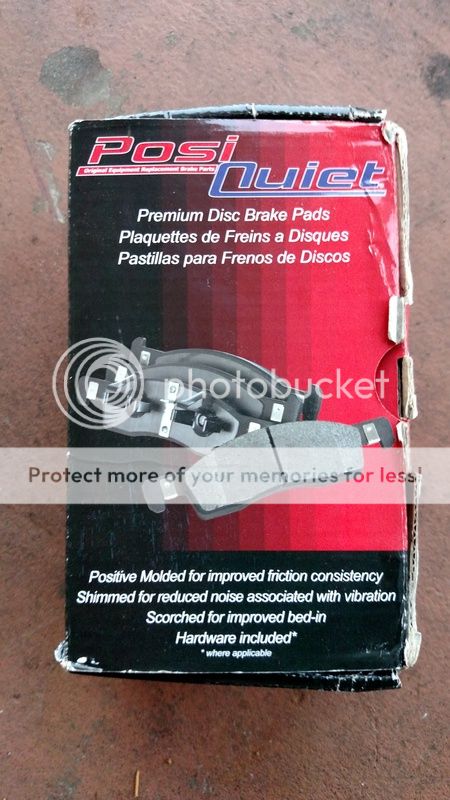 Posi
Original Equipment Replacement Brake Parts
Quiet
Premium Disc Brake Pads
Plaquettes de Freins a Disques
Pastillas para Frenos de Discos
photobucket
Protect more of your memories for less!
Positive Molded for improved friction consistency
Shimmed for reduced noise associated with vibration
Scorched for improved bed-in
Hardware included*
* where applicable